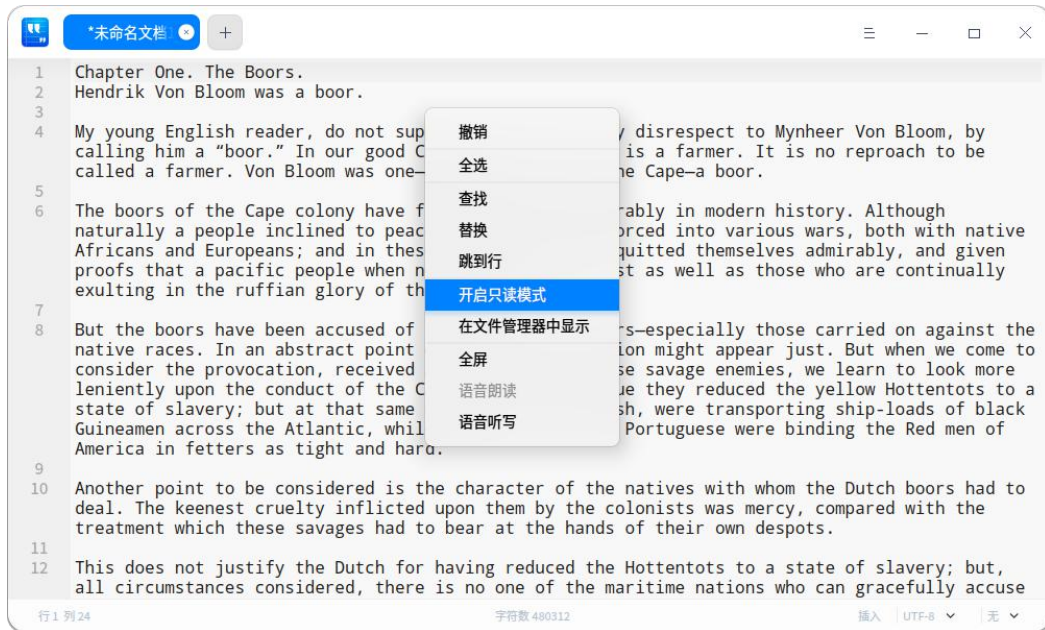 *未命名文档1
+
1 Chapter One. The Boors.
2 Hendrik Von Bloom was a boor.
3
4 My young English reader, do not sup y disrespect to Mynheer Von Bloom, by
calling him a “boor.” In our good C is a farmer. It is no reproach to be
called a farmer. Von Bloom was one— he Cape—a boor.
5
6 The boors of the Cape colony have f rably in modern history. Although
naturally a people inclined to peac orced into various wars, both with native
Africans and Europeans; and in thes quitted themselves admirably, and given
proofs that a pacific people when n st as well as those who are continually
exulting in the ruffian glory of th
7
8 But the boors have been accused of rs—especially those carried on against the
native races. In an abstract point ion might appear just. But when we come to
consider the provocation, received se savage enemies, we learn to look more
leniently upon the conduct of the C ue they reduced the yellow Hottentots to a
state of slavery; but at that same sh, were transporting ship-loads of black
Guineamen across the Atlantic, whil Portuguese were binding the Red men of
America in fetters as tight and hard.
9
10 Another point to be considered is the character of the natives with whom the Dutch boors had to
deal. The keenest cruelty inflicted upon them by the colonists was mercy, compared with the
treatment which these savages had to bear at the hands of their own despots.
11
12 This does not justify the Dutch for having reduced the Hottentots to a state of slavery; but,
all circumstances considered, there is no one of the maritime nations who can gracefully accuse
撤销
全选
查找
替换
跳到行
开启只读模式
在文件管理器中显示
全屏
语音朗读
语音听写
行1 列24 字符数 480312 插入 UTF-8 无